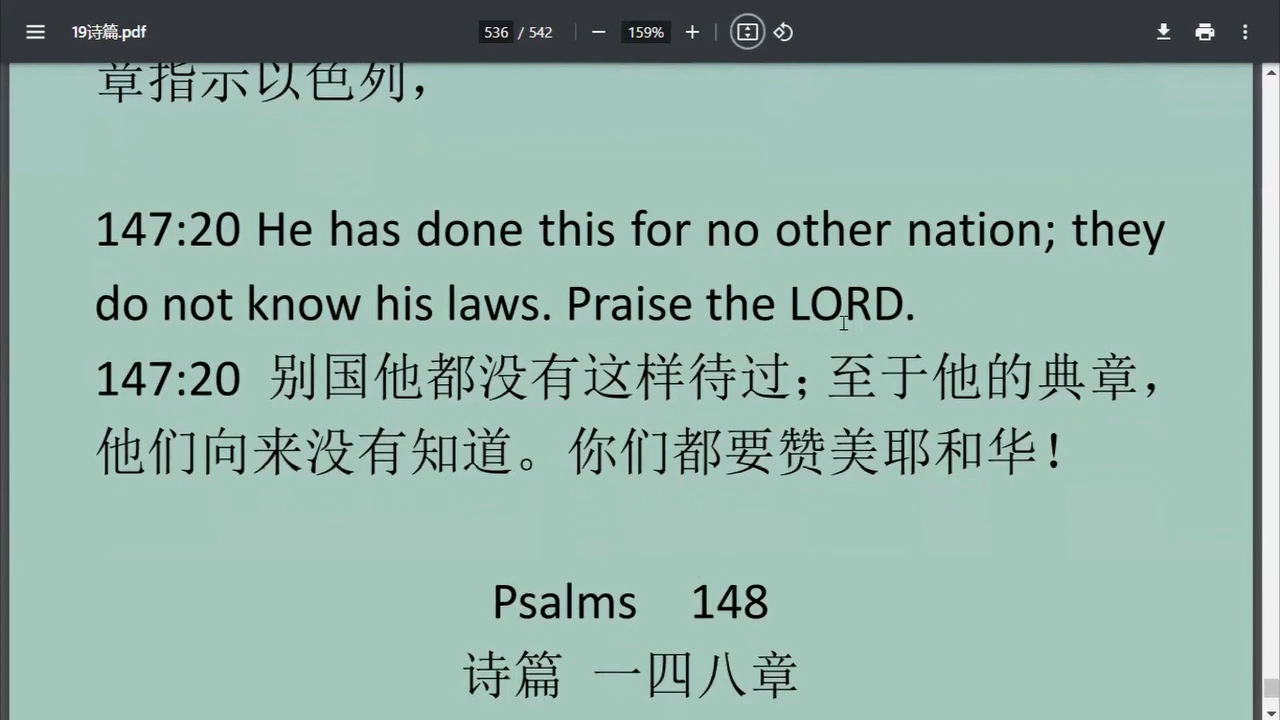 19诗篇.pdf
536 / 542
159%
章指示以色列，
147:20 He has done this for no other nation; they
do not know his laws. Praise the LORD.
147:20 别国他都没有这样待过；至于他的典章，
他们向来没有知道。你们都要赞美耶和华！
Psalms 148
诗篇 一四八章